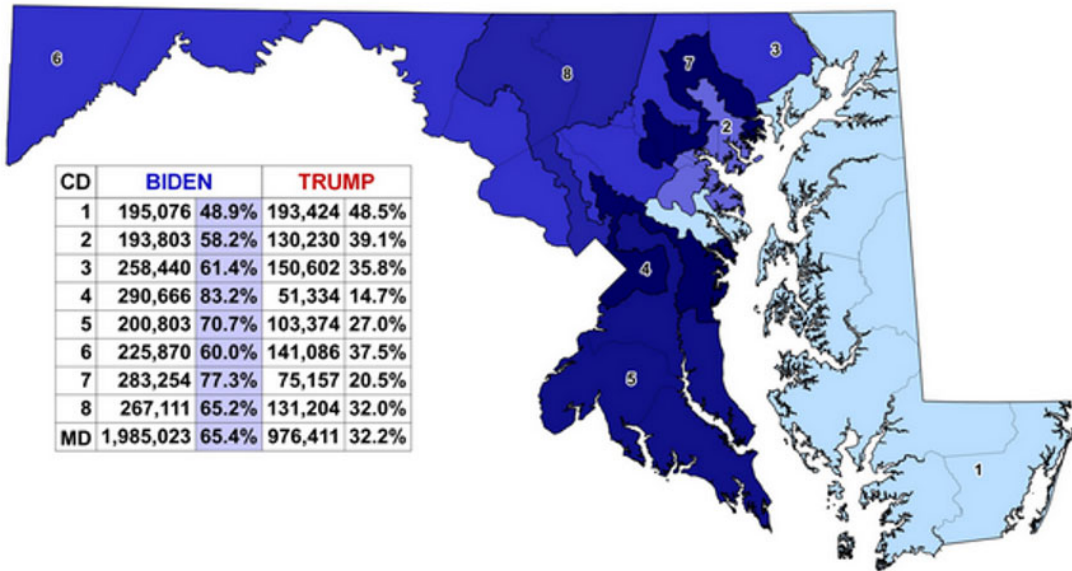 6
8
7
3
2
4
5
1
CD BIDEN TRUMP
1 195,076 48.9% 193,424 48.5%
2 193,803 58.2% 130,230 39.1%
3 258,440 61.4% 150,602 35.8%
4 290,666 83.2% 51,334 14.7%
5 200,803 70.7% 103,374 27.0%
6 225,870 60.0% 141,086 37.5%
7 283,254 77.3% 75,157 20.5%
8 267,111 65.2% 131,204 32.0%
MD 1,985,023 65.4% 976,411 32.2%